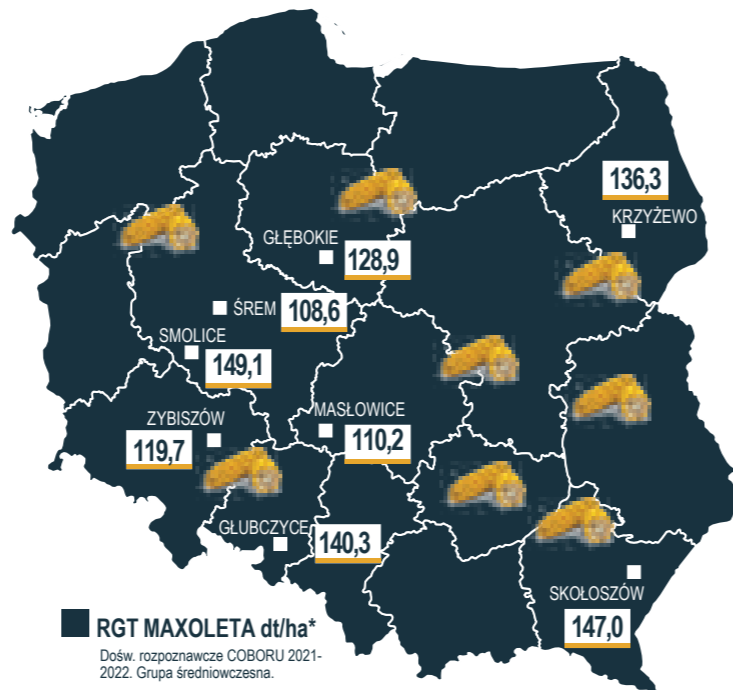 136,3
KRZYŻEWO
GŁĘBOKIE
128,9
ŚREM
108,6
SMOLICE
149,1
ZYBISZÓW
119,7
MASŁOWICE
110,2
GŁUBCZYCE
140,3
SKOŁOSZÓW
147,0
RGT MAXOLETA dt/ha*
Dośw. rozpoznawcze COBORU 2021-
2022. Grupa średniowczesna.